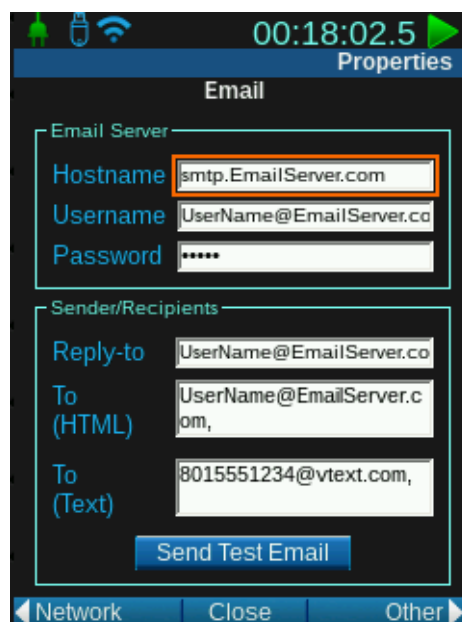 00:18:02.5
Properties
Email
Email Server
Hostname smtp.EmailServer.com
Username UserName@EmailServer.co
Password •••••
Sender/Recipients
Reply-to UserName@EmailServer.co
To UserName@EmailServer.c
(HTML) om,
To 8015551234@vtext.com,
(Text)
Send Test Email
Network Close Other